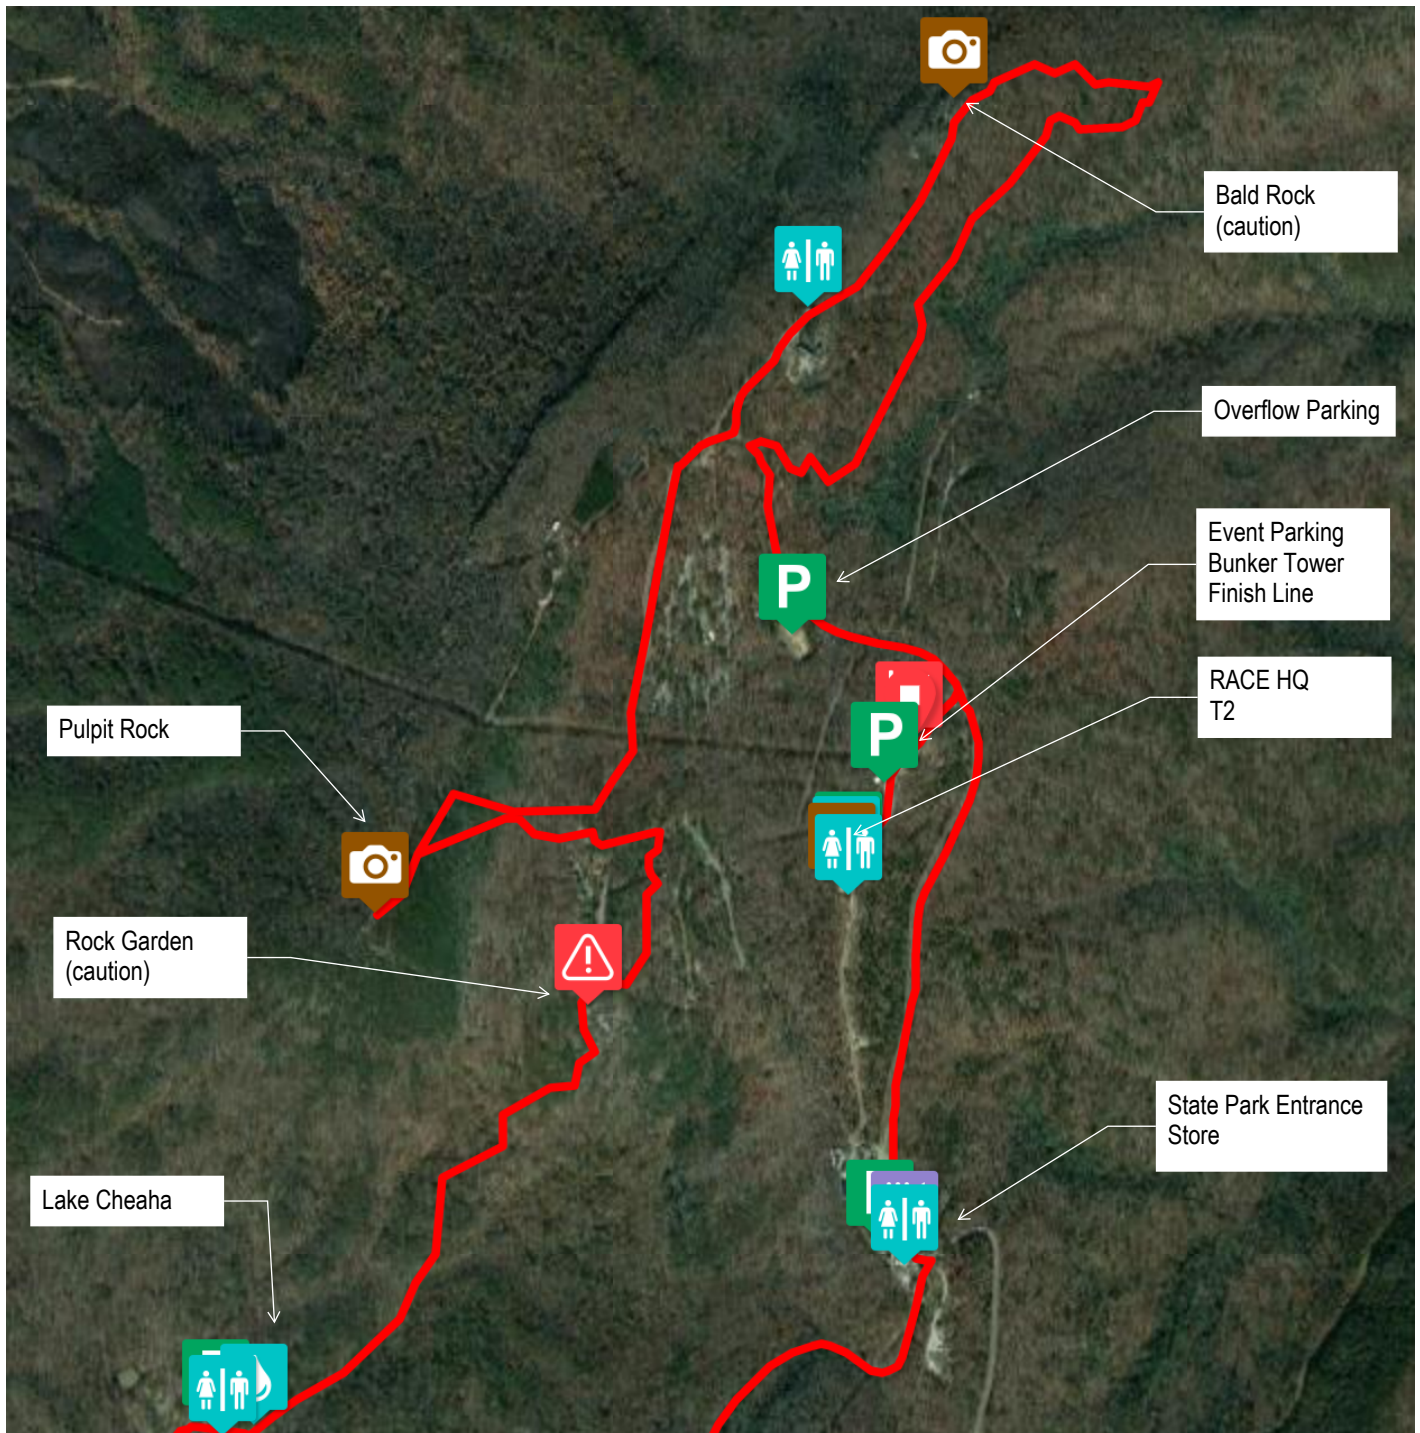 Bald Rock
(caution)
Overflow Parking
P
Event Parking
Bunker Tower
Finish Line
RACE HQ
T2
P
Pulpit Rock
Rock Garden
(caution)
State Park Entrance
Store
Lake Cheaha